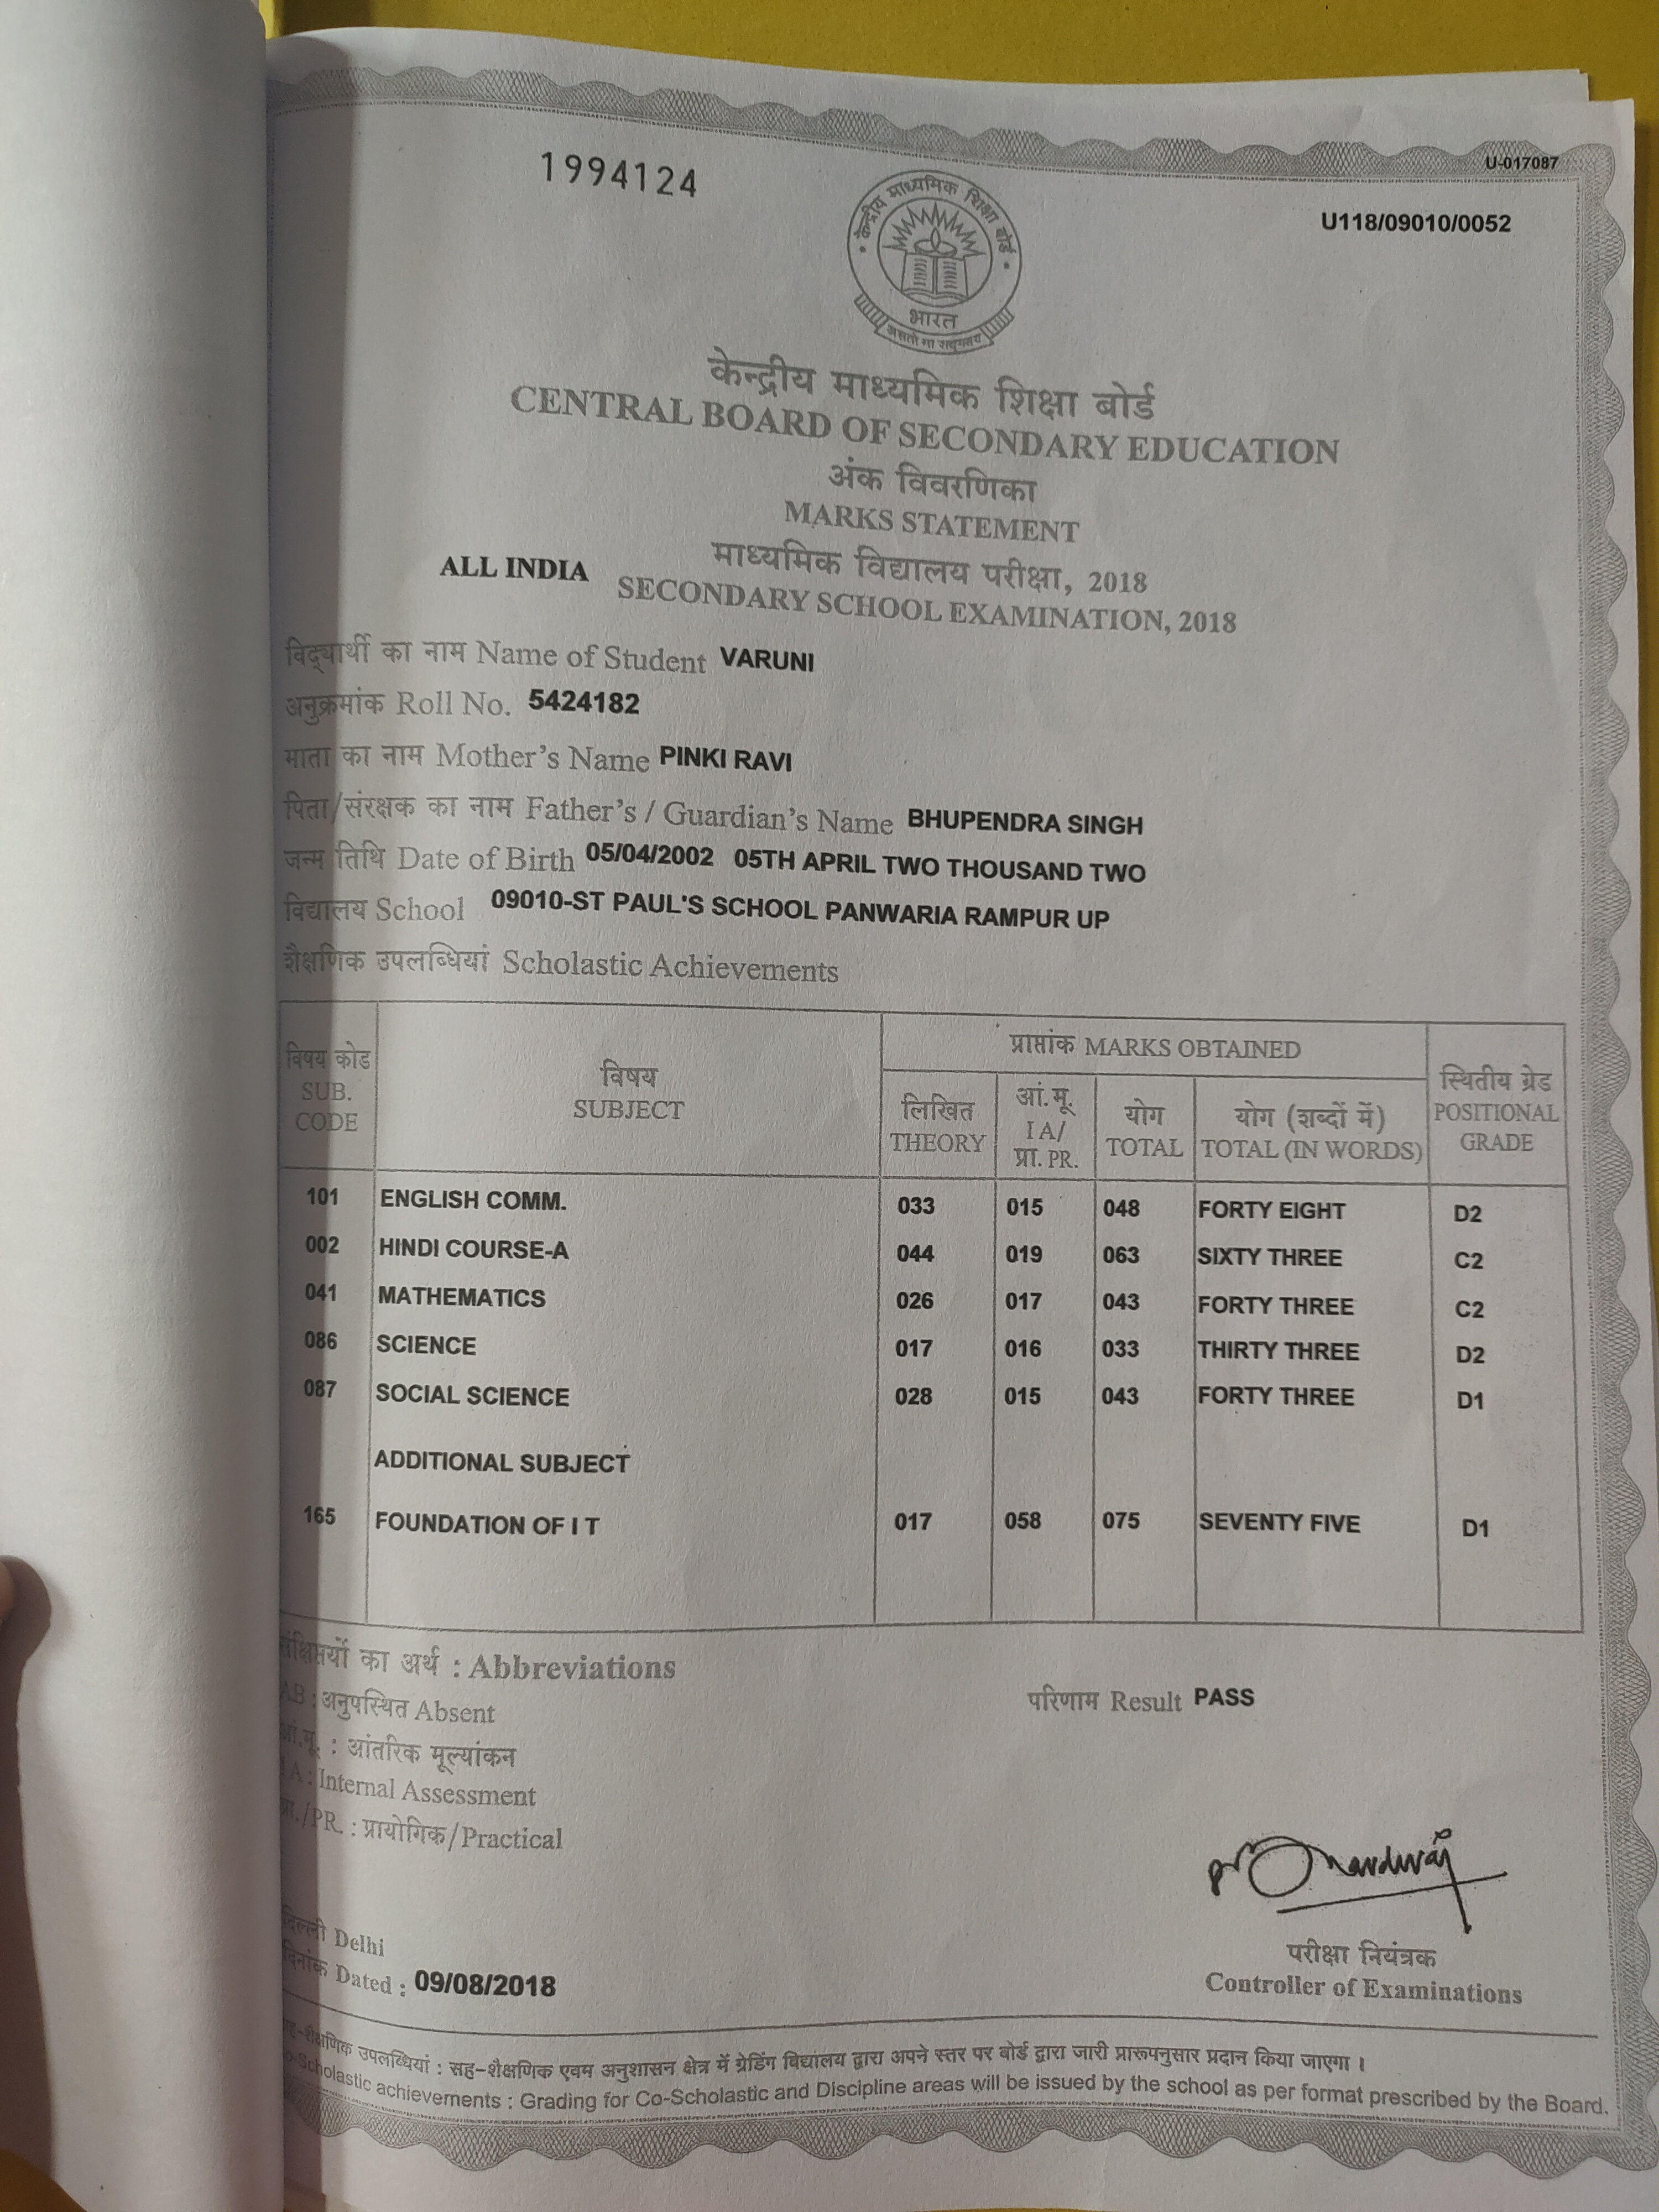 1994124
U-017087
U118/09010/0052
केन्द्रीय माध्यमिक शिक्षा बोर्ड
भारत
असतो मा सद्गमय
केन्द्रीय माध्यमिक शिक्षा बोर्ड
CENTRAL BOARD OF SECONDARY EDUCATION
अंक विवरणिका
MARKS STATEMENT
माध्यमिक विद्यालय परीक्षा, 2018
ALL INDIA SECONDARY SCHOOL EXAMINATION, 2018
विद्यार्थी का नाम Name of Student VARUNI
अनुक्रमांक Roll No. 5424182
माता का नाम Mother's Name PINKI RAVI
पिता/संरक्षक का नाम Father's / Guardian's Name BHUPENDRA SINGH
जन्म तिथि Date of Birth 05/04/2002 05TH APRIL TWO THOUSAND TWO
विद्यालय School 09010-ST PAUL'S SCHOOL PANWARIA RAMPUR UP
शैक्षणिक उपलब्धियां Scholastic Achievements
विषय कोड SUB. CODE
विषय SUBJECT
प्राप्तांक MARKS OBTAINED
लिखित THEORY
आं.मू. I A/ प्रा. PR.
योग TOTAL
योग (शब्दों में) TOTAL (IN WORDS)
स्थितीय ग्रेड POSITIONAL GRADE
101 ENGLISH COMM. 033 015 048 FORTY EIGHT D2
002 HINDI COURSE-A 044 019 063 SIXTY THREE C2
041 MATHEMATICS 026 017 043 FORTY THREE C2
086 SCIENCE 017 016 033 THIRTY THREE D2
087 SOCIAL SCIENCE 028 015 043 FORTY THREE D1
ADDITIONAL SUBJECT
165 FOUNDATION OF I T 017 058 075 SEVENTY FIVE D1
का अर्थ : Abbreviations
AB : अनुपस्थित Absent
परिणाम Result PASS
आं.मू. : आंतरिक मूल्यांकन
I A : Internal Assessment
प्रा./PR. : प्रायोगिक/Practical
दिल्ली Delhi
दिनांक Dated : 09/08/2018
परीक्षा नियंत्रक
Controller of Examinations
सह-शैक्षणिक उपलब्धियां : सह-शैक्षणिक एवम अनुशासन क्षेत्र में ग्रेडिंग विद्यालय द्वारा अपने स्तर पर बोर्ड द्वारा जारी प्रारूपनुसार प्रदान किया जाएगा ।
Co-Scholastic achievements : Grading for Co-Scholastic and Discipline areas will be issued by the school as per format prescribed by the Board.